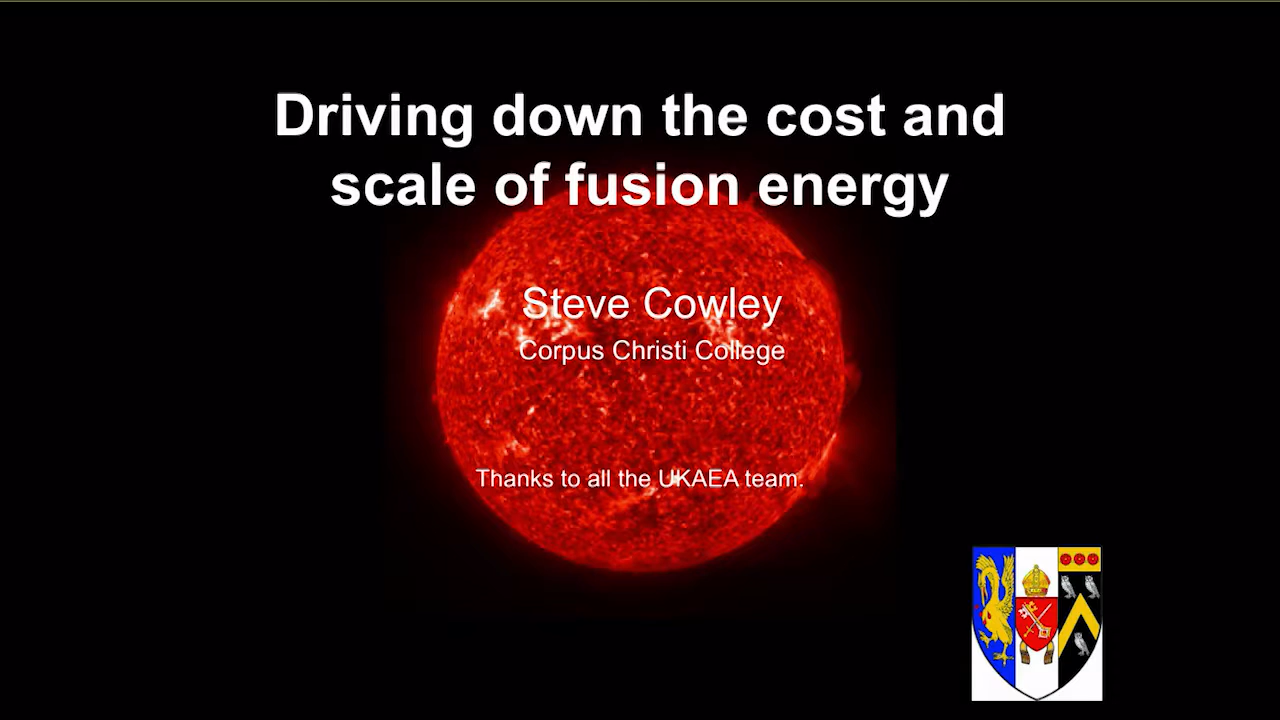 Driving down the cost and
scale of fusion energy
Steve Cowley
Corpus Christi College
Thanks to all the UKAEA team.